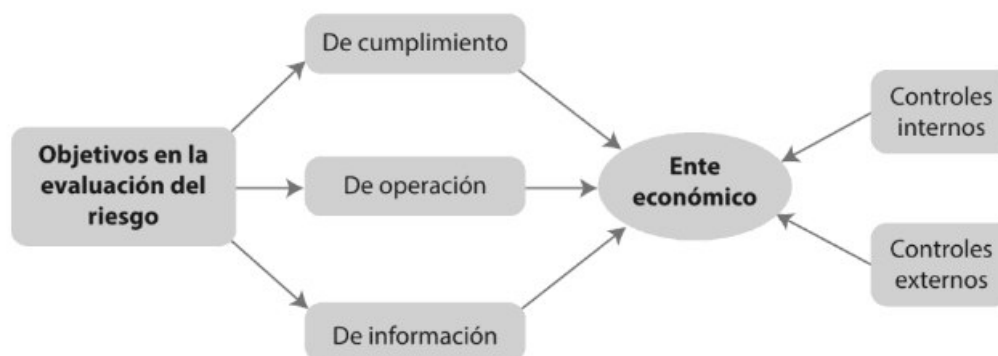 Objetivos en la
evaluación del
riesgo
De cumplimiento
De operación
De información
Ente
económico
Controles
internos
Controles
externos